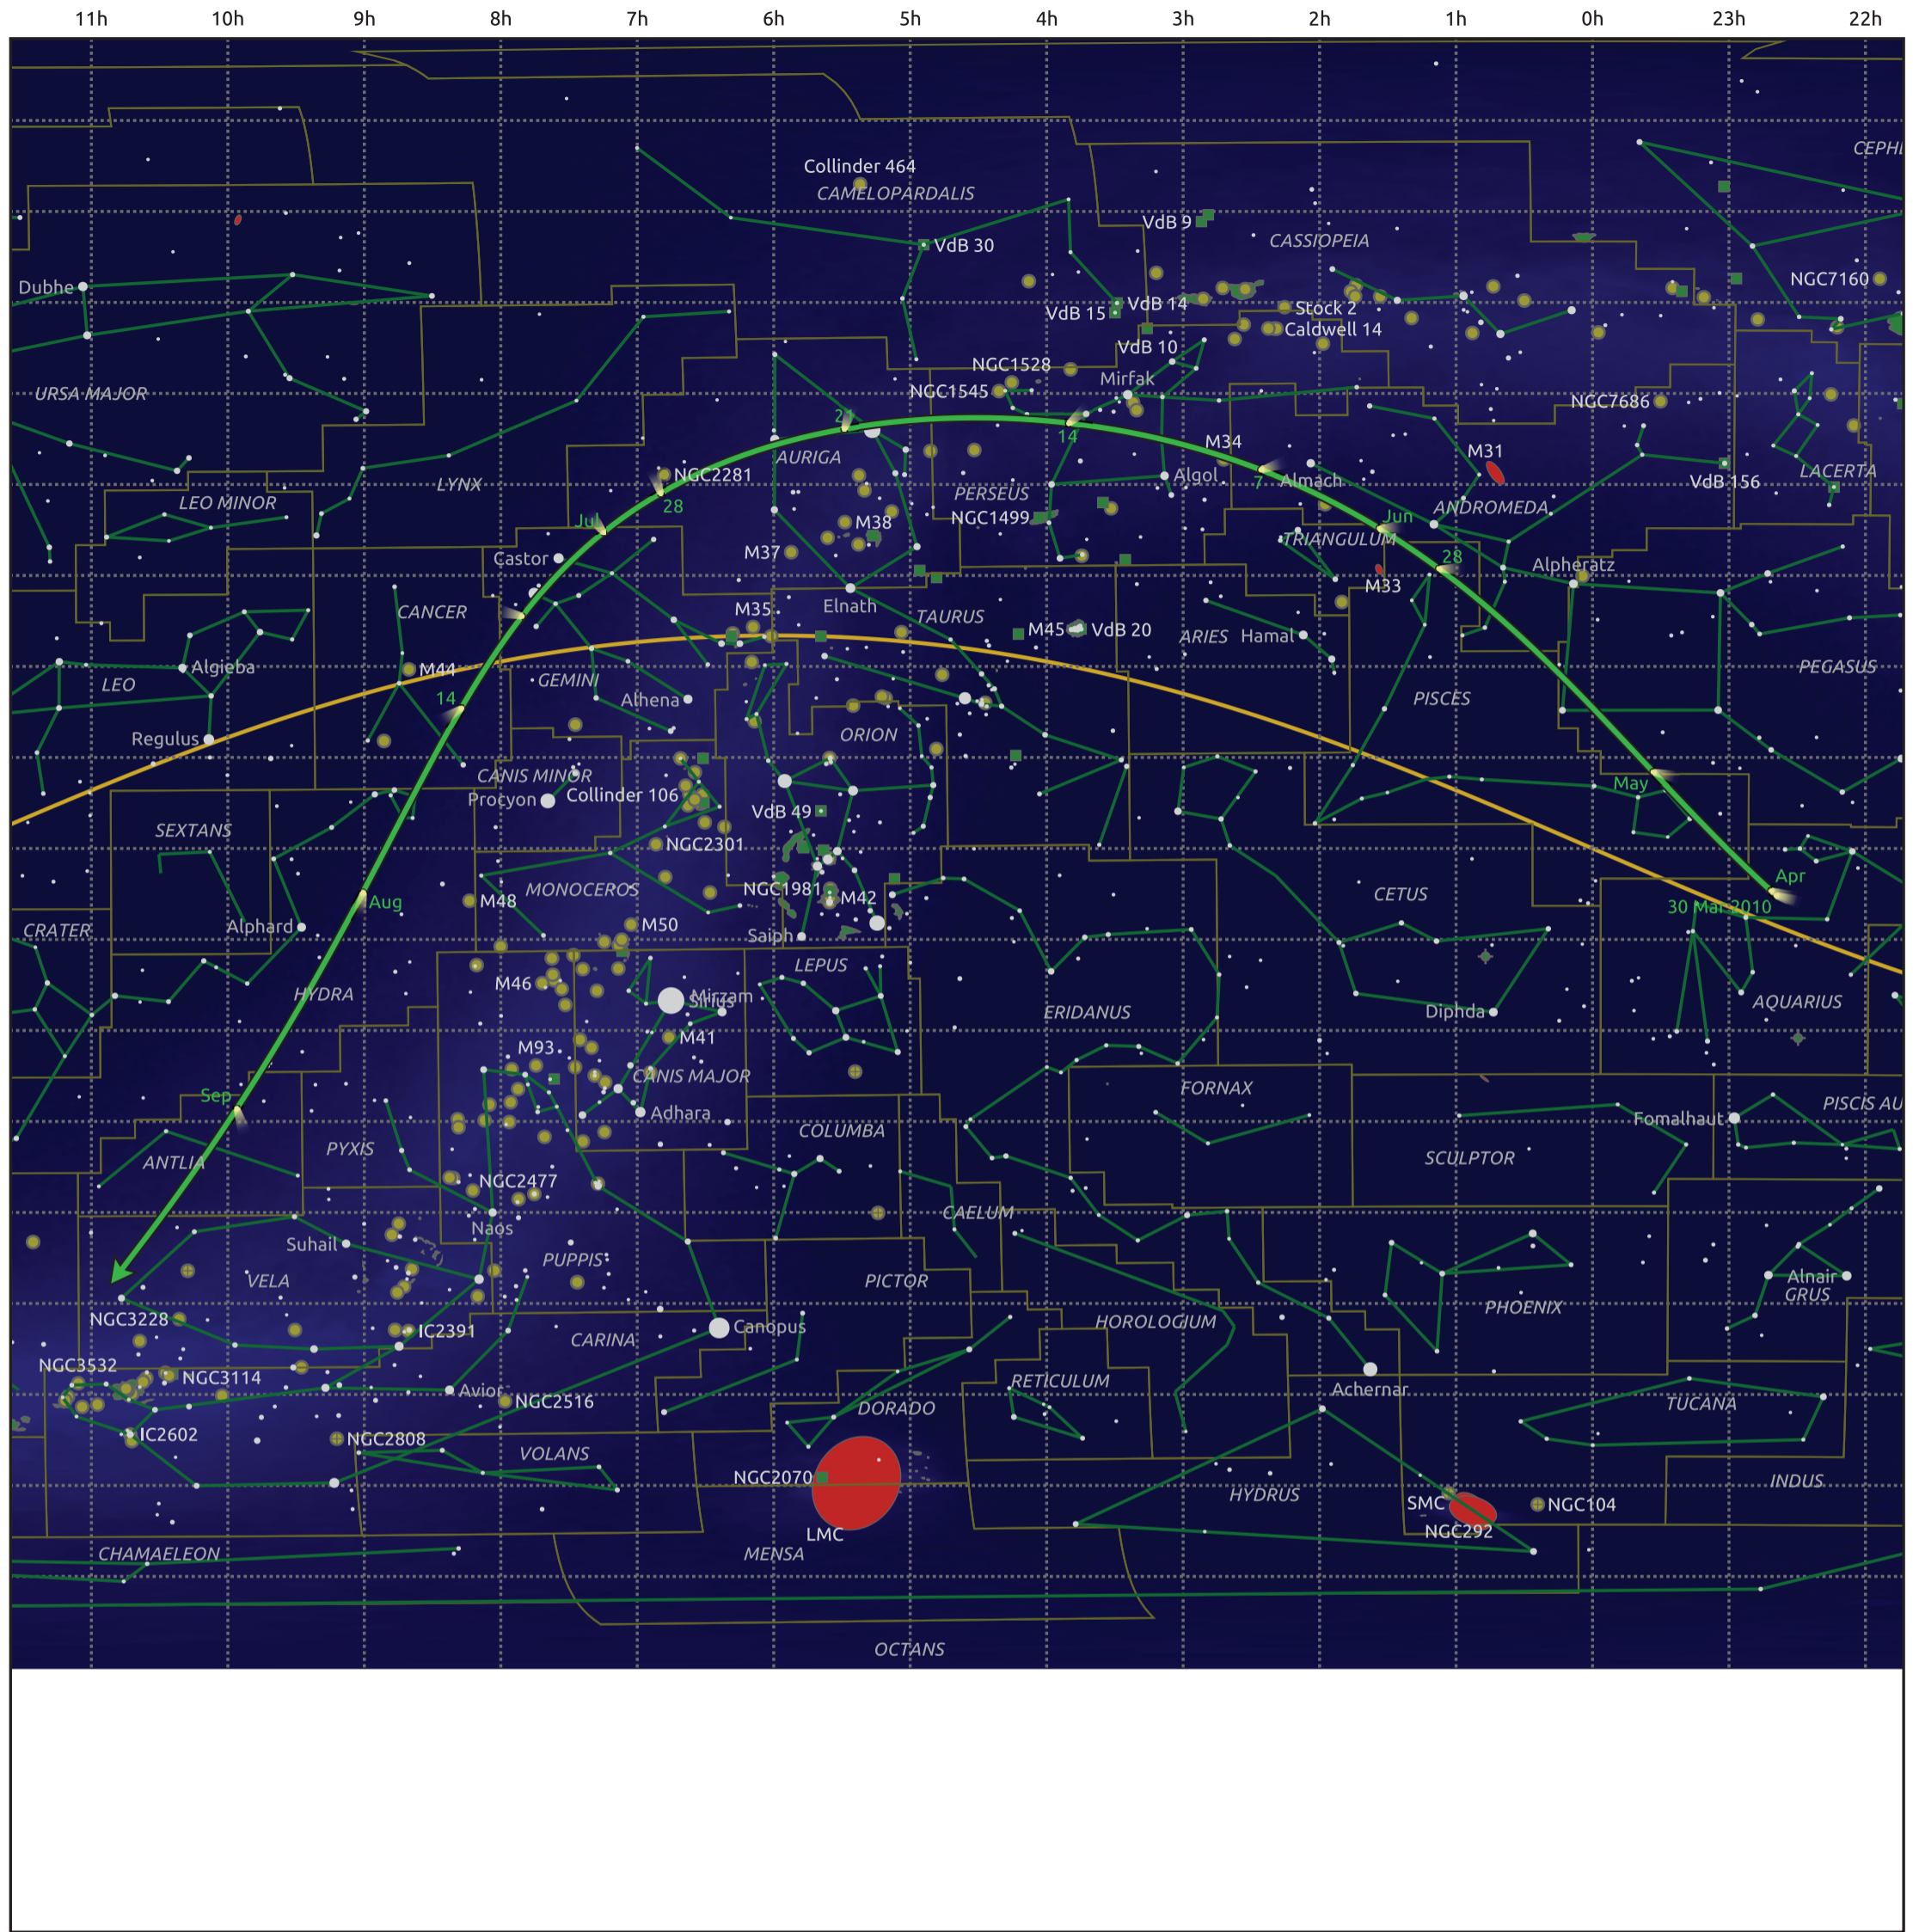 11h 10h 9h 8h 7h 6h 5h 4h 3h 2h 1h 0h 23h 22h
CEPHE
Collinder 464
CAMELOPARDALIS
VdB 9
CASSIOPEIA
VdB 30
Dubhe
NGC7160
VdB 14
VdB 15
Stock 2
Caldwell 14
VdB 10
NGC1528
Mirfak
URSA MAJOR
NGC1545
NGC7686
21
14
M34
M31
AURIGA
NGC2281
Algol
7
Almach
LACERTA
VdB 156
LYNX
PERSEUS
LEO MINOR
28
ANDROMEDA
NGC1499
Jun
Jul
M38
TRIANGULUM
M37
Castor
28
Alpheratz
M33
Elnath
CANCER
M35
TAURUS
M45
VdB 20
ARIES
Hamal
Algieba
M44
PEGASUS
LEO
GEMINI
14
Alhena
PISCES
Regulus
ORION
CANIS MINOR
May
Procyon
Collinder 106
VdB 49
SEXTANS
NGC2301
Apr
MONOCEROS
NGC1981
CETUS
M48
M42
Aug
30 Mar 2010
Alphard
M50
CRATER
Saiph
LEPUS
M46
HYDRA
Mirzam
Sirius
AQUARIUS
ERIDANUS
Diphda
M41
M93
CANIS MAJOR
FORNAX
Sep
Adhara
PISCIS AU
Fomalhaut
COLUMBA
PYXIS
ANTLIA
SCULPTOR
NGC2477
CAELUM
Naos
Suhail
PUPPIS
VELA
PICTOR
Alnair
GRUS
PHOENIX
NGC3228
HOROLOGIUM
Canopus
IC2391
CARINA
NGC3532
NGC3114
RETICULUM
Avior
Achernar
NGC2516
TUCANA
DORADO
IC2602
NGC2808
VOLANS
NGC2070
INDUS
HYDRUS
SMC
NGC104
LMC
NGC292
CHAMAELEON
MENSA
OCTANS